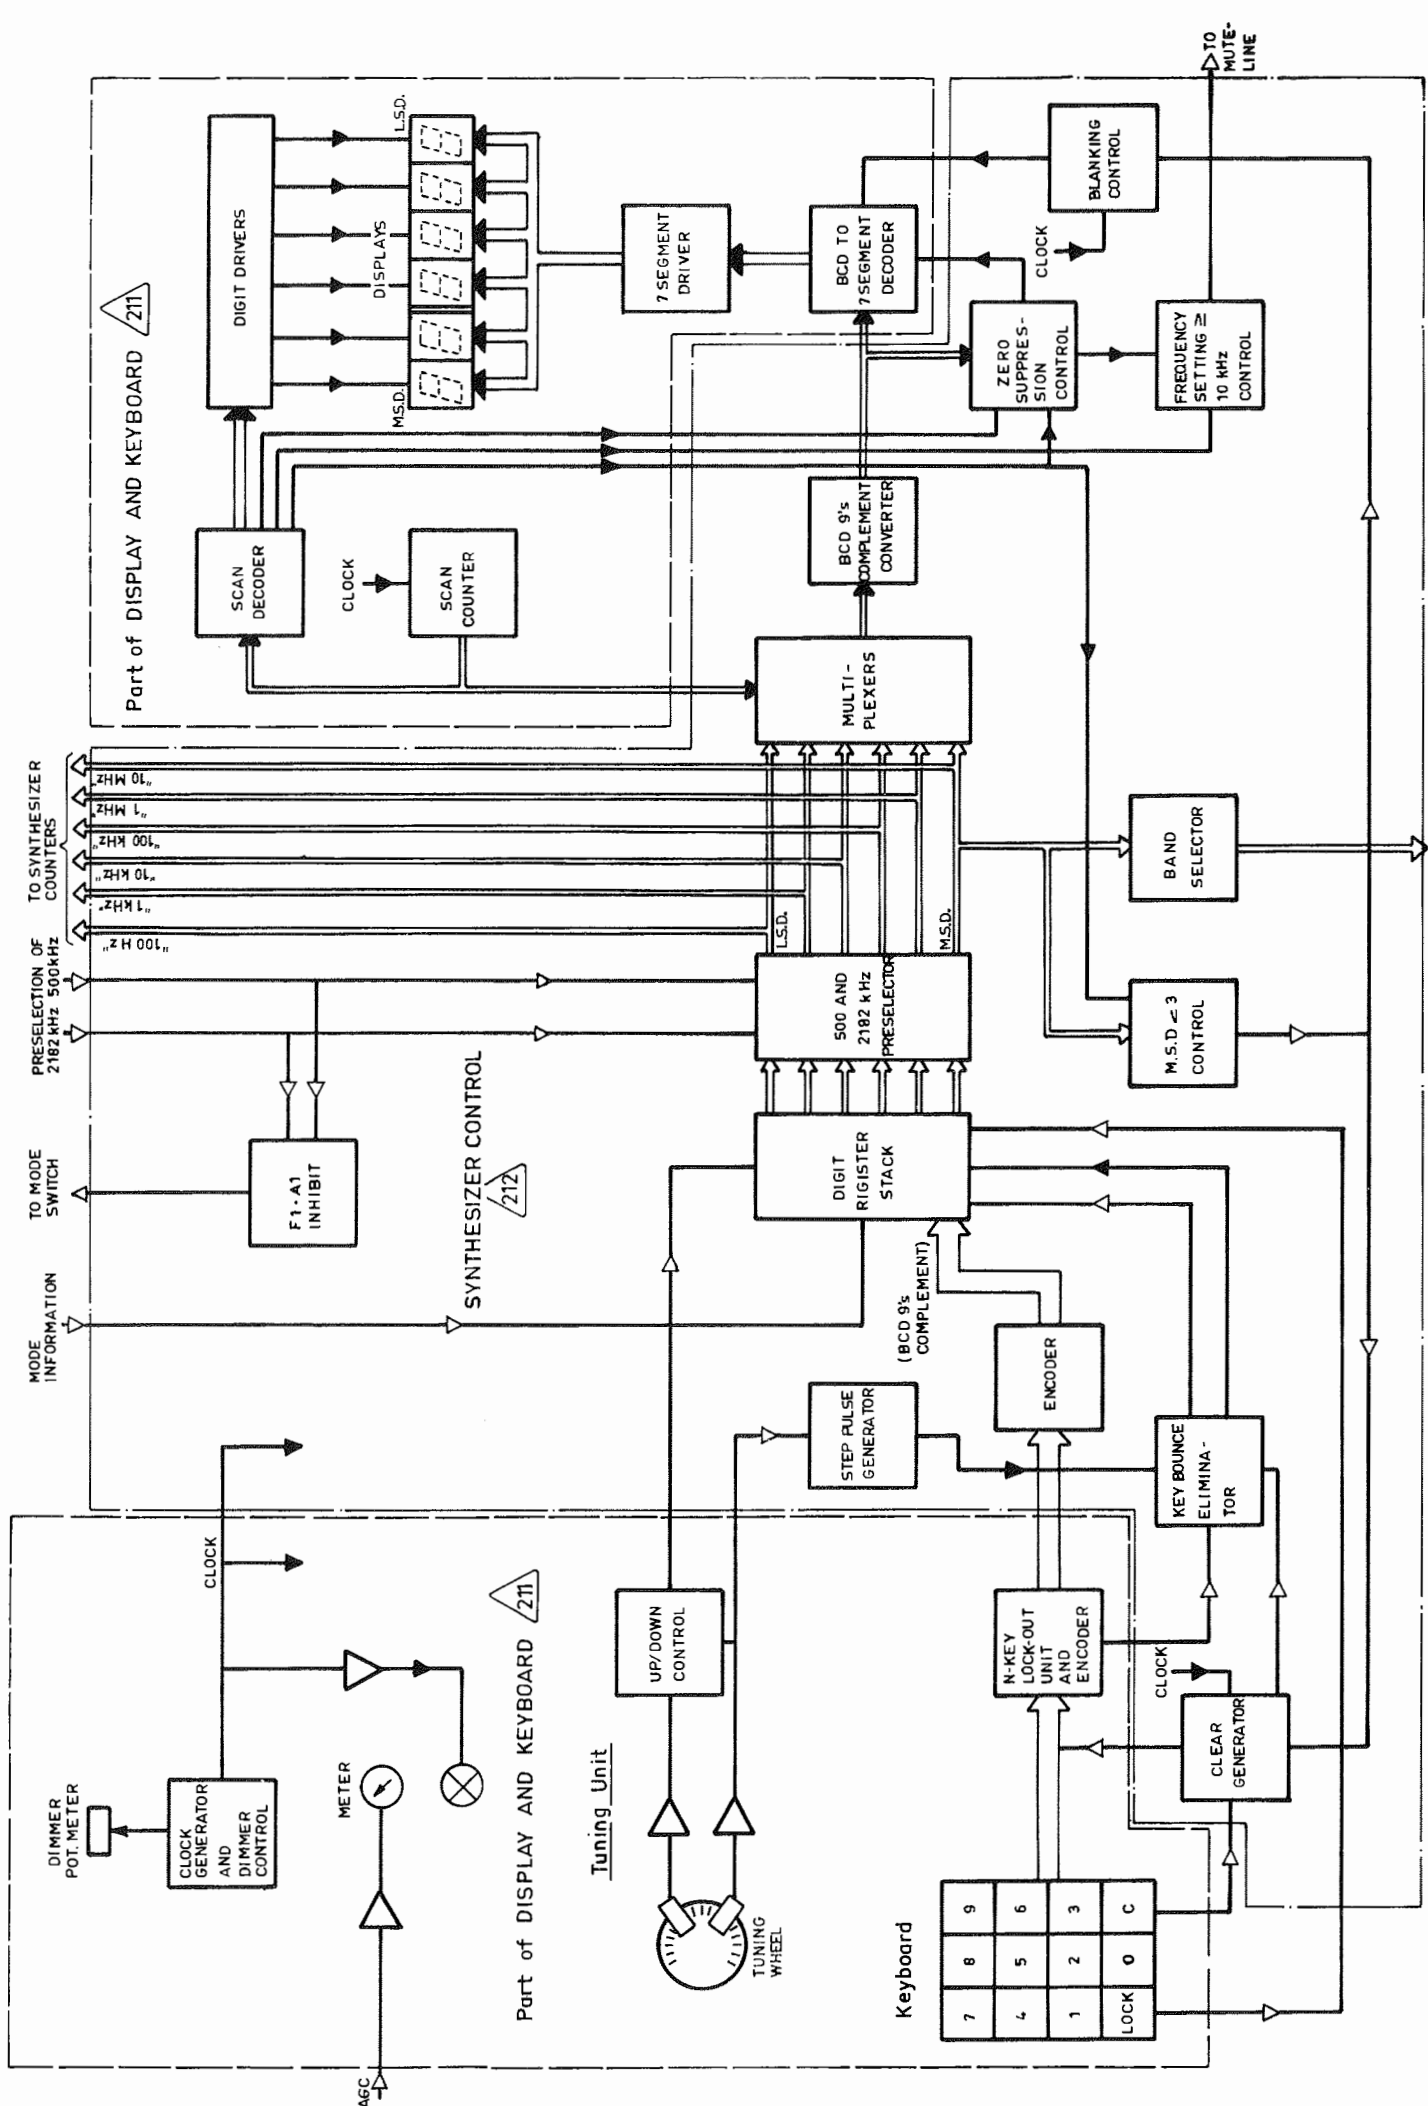 AGC
DIMMER
POT. METER
CLOCK
GENERATOR
AND
DIMMER
CONTROL
METER
CLOCK
Part of DISPLAY AND KEYBOARD
211
Tuning Unit
TUNING
WHEEL
UP/DOWN
CONTROL
Keyboard
7
8
9
4
5
6
1
2
3
LOCK
O
C
N-KEY
LOCK-OUT
UNIT
AND
ENCODER
CLOCK
CLEAR
GENERATOR
MODE
INFORMATION
TO MODE
SWITCH
PRESELECTION OF
2182kHz 500kHz
TO SYNTHESIZER
COUNTERS
"100 Hz"
"1kHz"
"10 kHz"
"100 kHz"
"1 MHz"
"10 MHz"
F1-A1
INHIBIT
SYNTHESIZER CONTROL
212
STEP PULSE
GENERATOR
(BCD 9's
COMPLEMENT)
ENCODER
KEY BOUNCE
ELIMINA-
TOR
DIGIT
RIGISTER
STACK
500 AND
2182 kHz
PRESELECTOR
L.S.D.
M.S.D.
MULTI-
PLEXERS
M.S.D ≤ 3
CONTROL
BAND
SELECTOR
Part of DISPLAY AND KEYBOARD
211
SCAN
DECODER
CLOCK
SCAN
COUNTER
DIGIT DRIVERS
DISPLAYS
M.S.D.
L.S.D.
7 SEGMENT
DRIVER
BCD 9's
COMPLEMENT
CONVERTER
BCD TO
7 SEGMENT
DECODER
ZERO
SUPPRES-
SION
CONTROL
CLOCK
BLANKING
CONTROL
FREQUENCY
SETTING ≥
10 kHz
CONTROL
TO
MUTE-
LINE